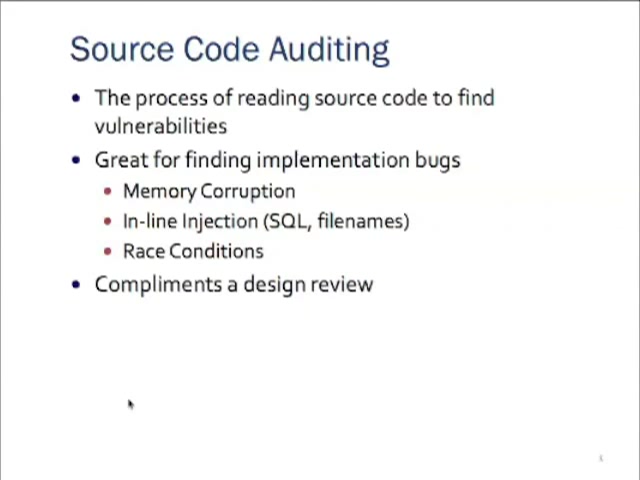 Source Code Auditing
• The process of reading source code to find
vulnerabilities
• Great for finding implementation bugs
• Memory Corruption
• In-line Injection (SQL, filenames)
• Race Conditions
• Compliments a design review